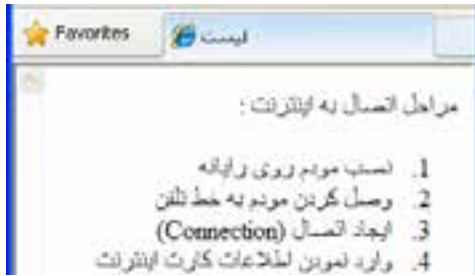 Favorites
لیست
مراحل اتصال به اینترنت :
1. نصب مودم روی رایانه
2. وصل کردن مودم به خط تلفن
3. ایجاد اتصال (Connection)
4. وارد نمودن اطلاعات کارت اینترنت